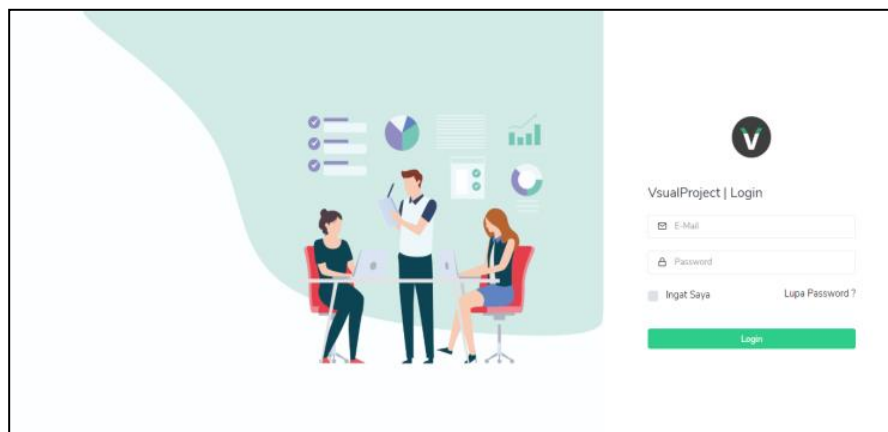 V
VsualProject | Login
E-Mail
Password
Ingat Saya
Lupa Password ?
Login